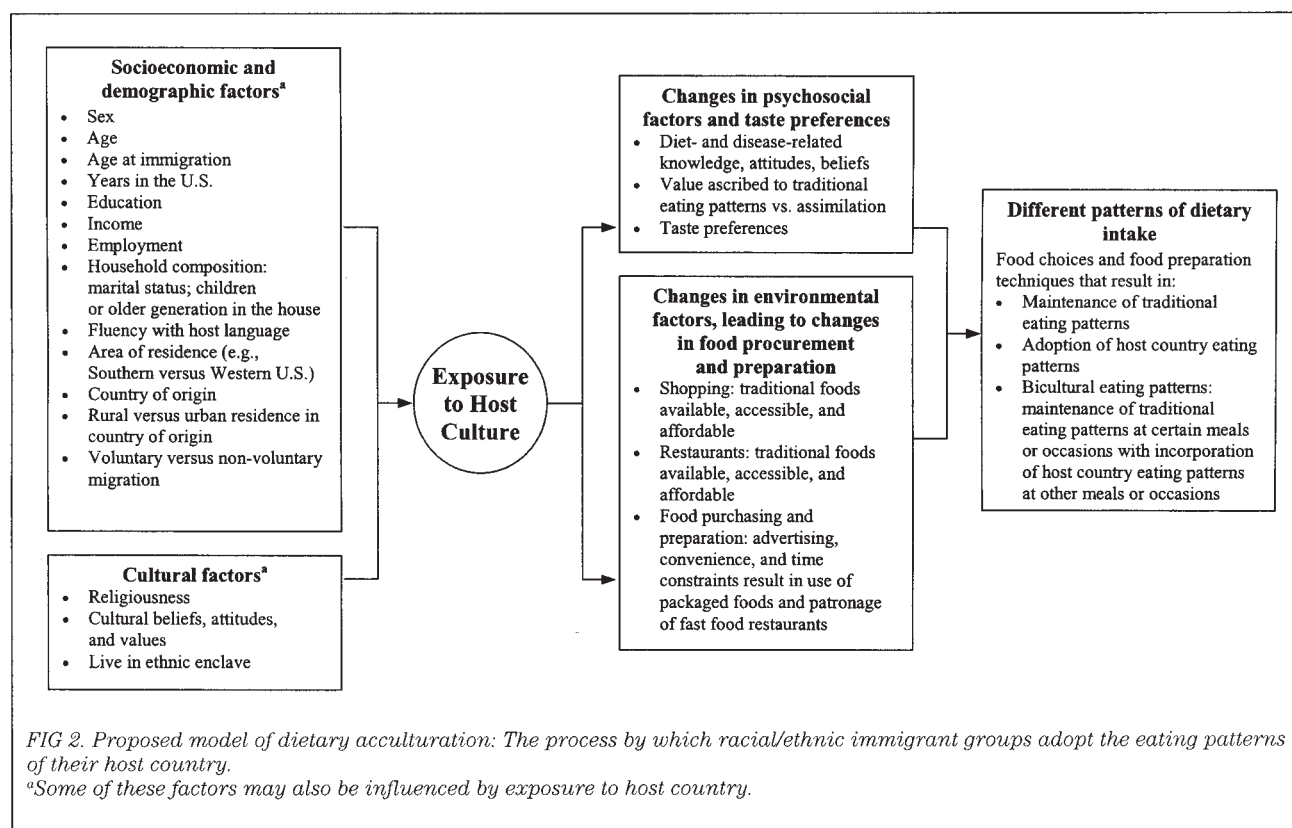 Socioeconomic and
demographic factorsᵃ
• Sex
• Age
• Age at immigration
• Years in the U.S.
• Education
• Income
• Employment
• Household composition:
marital status; children
or older generation in the house
• Fluency with host language
• Area of residence (e.g.,
Southern versus Western U.S.)
• Country of origin
• Rural versus urban residence in
country of origin
• Voluntary versus non-voluntary
migration
Cultural factorsᵃ
• Religiousness
• Cultural beliefs, attitudes,
and values
• Live in ethnic enclave
Exposure
to Host
Culture
Changes in psychosocial
factors and taste preferences
• Diet- and disease-related
knowledge, attitudes, beliefs
• Value ascribed to traditional
eating patterns vs. assimilation
• Taste preferences
Changes in environmental
factors, leading to changes
in food procurement
and preparation
• Shopping: traditional foods
available, accessible, and
affordable
• Restaurants: traditional foods
available, accessible, and
affordable
• Food purchasing and
preparation: advertising,
convenience, and time
constraints result in use of
packaged foods and patronage
of fast food restaurants
Different patterns of dietary
intake
Food choices and food preparation
techniques that result in:
• Maintenance of traditional
eating patterns
• Adoption of host country eating
patterns
• Bicultural eating patterns:
maintenance of traditional
eating patterns at certain meals
or occasions with incorporation
of host country eating patterns
at other meals or occasions
FIG 2. Proposed model of dietary acculturation: The process by which racial/ethnic immigrant groups adopt the eating patterns
of their host country.
ᵃSome of these factors may also be influenced by exposure to host country.